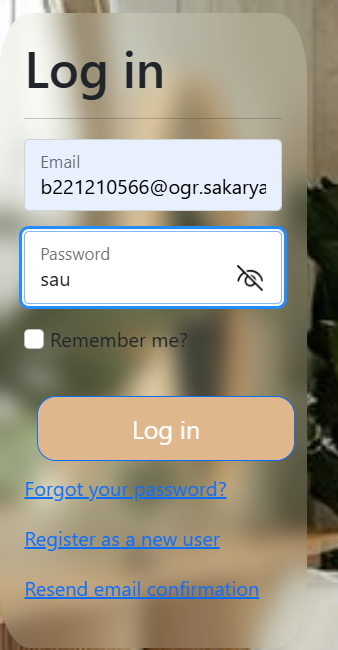 Log in
Email
b221210566@ogr.sakarya
Password
sau
Remember me?
Log in
Forgot your password?
Register as a new user
Resend email confirmation